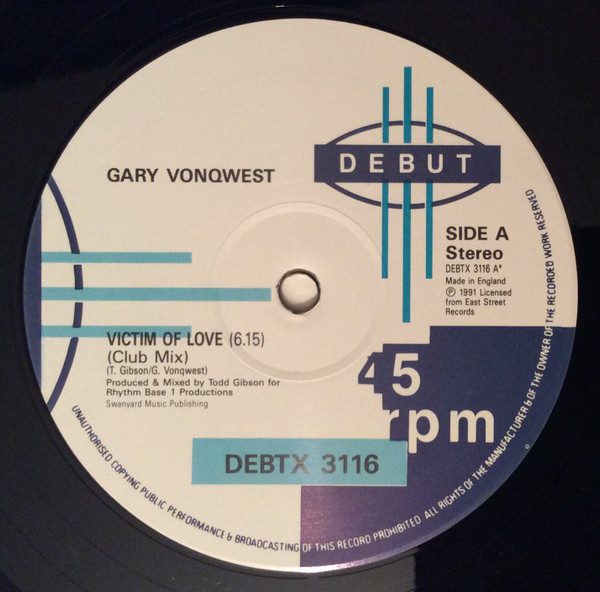 DEBUT
GARY VONQWEST
SIDE A
Stereo
DEBTX 3116 A*
Made in England
℗ 1991 Licensed
from East Street
Records
VICTIM OF LOVE (6.15)
(Club Mix)
(T. Gibson/G. Vonqwest)
Produced & Mixed by Todd Gibson for
Rhythm Base 1 Productions
Swanyard Music Publishing
45
rpm
DEBTX 3116
UNAUTHORISED COPYING PUBLIC PERFORMANCE & BROADCASTING OF THIS RECORD PROHIBITED ALL RIGHTS OF THE MANUFACTURER & OF THE OWNER OF THE RECORDED WORK RESERVED